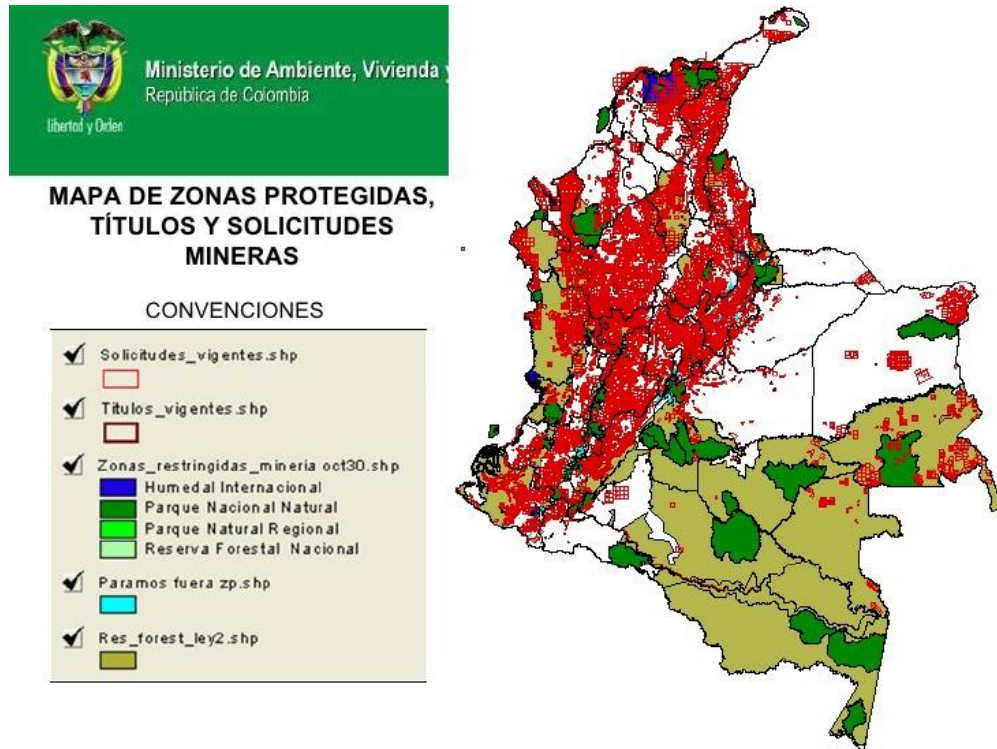 Ministerio de Ambiente, Vivienda y
República de Colombia
Libertad y Orden
MAPA DE ZONAS PROTEGIDAS,
TÍTULOS Y SOLICITUDES
MINERAS
CONVENCIONES
Solicitudes_vigentes.shp
Titulos_vigentes.shp
Zonas_restringidas_mineria oct30.shp
Humedal Internacional
Parque Nacional Natural
Parque Natural Regional
Reserva Forestal Nacional
Paramos fuera zp.shp
Res_forest_ley2.shp